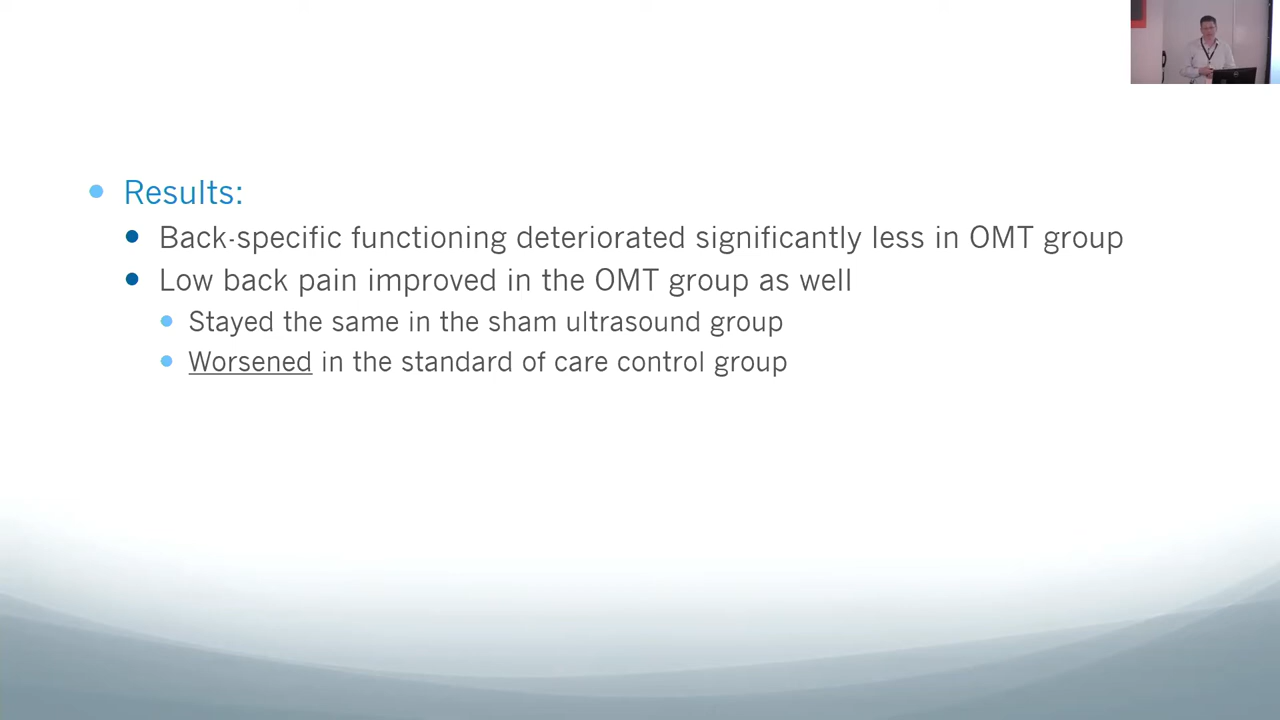 Results:
Back-specific functioning deteriorated significantly less in OMT group
Low back pain improved in the OMT group as well
Stayed the same in the sham ultrasound group
Worsened in the standard of care control group